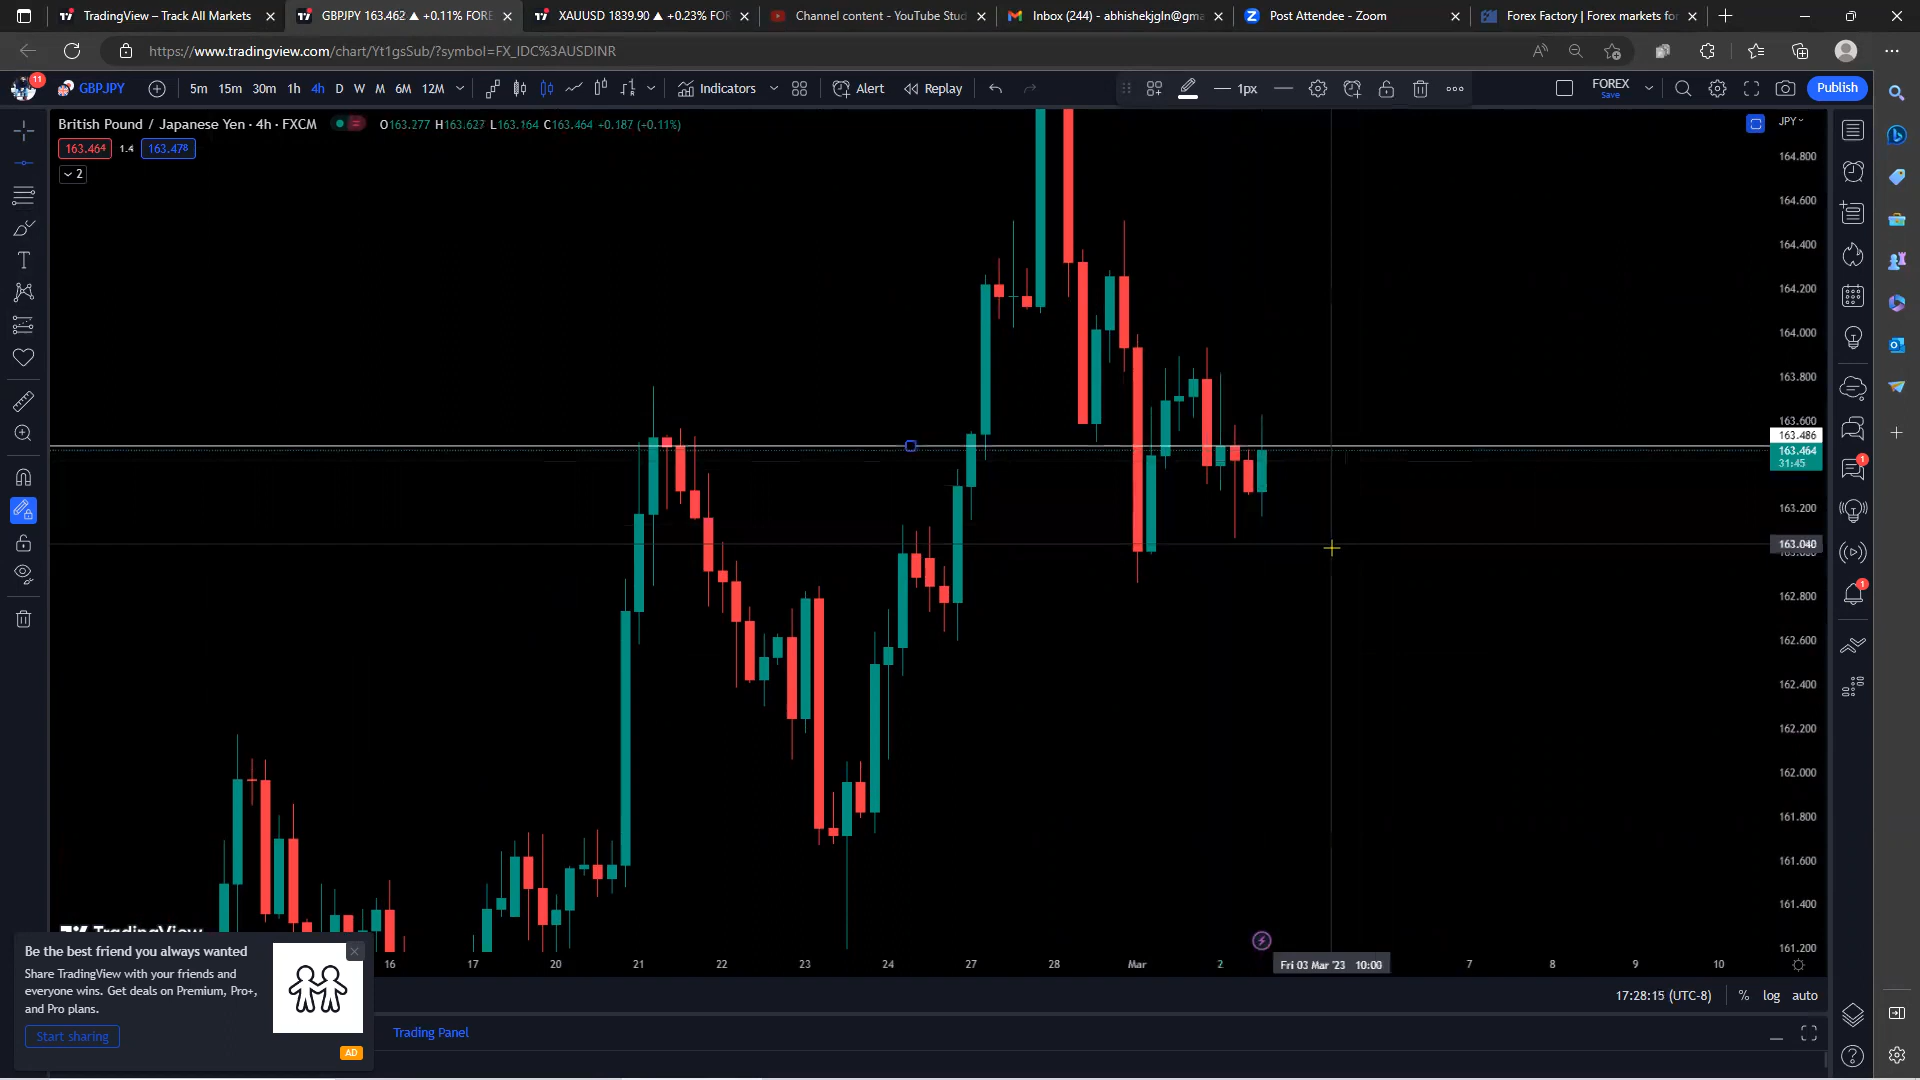 TradingView – Track All Markets
GBPJPY 163.462 ▲ +0.11% FORE
XAUUSD 1839.90 ▲ +0.23% FOR
Channel content - YouTube Stud
Inbox (244) - abhishekjgln@gma
Post Attendee - Zoom
Forex Factory | Forex markets for
https://www.tradingview.com/chart/Yt1gsSub/?symbol=FX_IDC%3AUSDINR
11
GBPJPY
5m 15m 30m 1h 4h D W M 6M 12M
Indicators
Alert
Replay
1px
FOREX
Save
Publish
British Pound / Japanese Yen · 4h · FXCM
O163.277 H163.627 L163.164 C163.464 +0.187 (+0.11%)
JPY
163.464 1.4 163.478
2
164.800
164.600
164.400
164.200
164.000
163.800
163.600
163.486
163.464
31:45
163.200
163.040
162.800
162.600
162.400
162.200
162.000
161.800
161.600
161.400
161.200
1
1
TradingView
16 17 20 21 22 23 24 27 28 Mar 2 Fri 03 Mar '23 10:00 7 8 9 10
17:28:15 (UTC-8) % log auto
Trading Panel
Be the best friend you always wanted
Share TradingView with your friends and
everyone wins. Get deals on Premium, Pro+,
and Pro plans.
Start sharing
AD